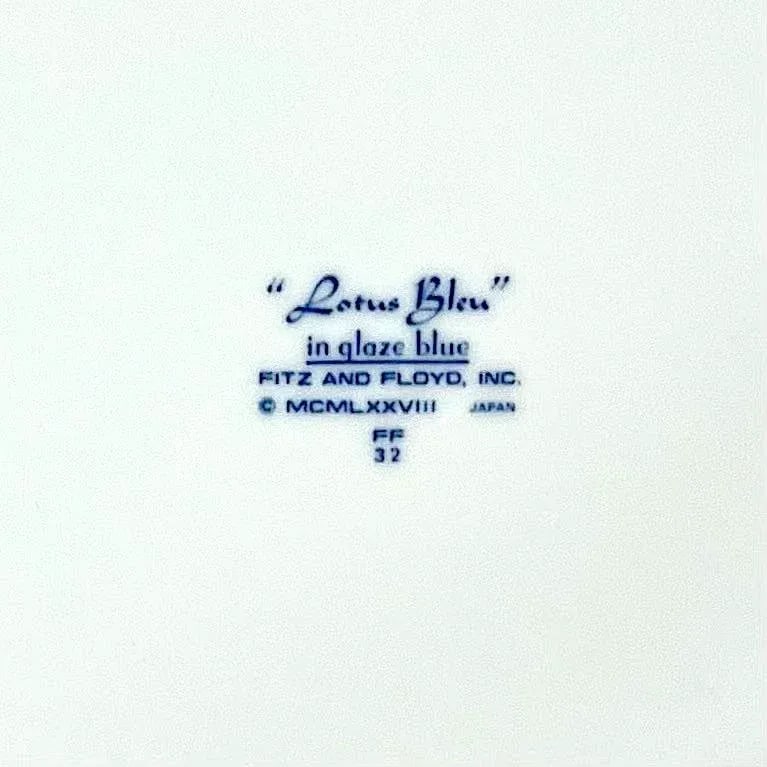 “Lotus Bleu”
in glaze blue
FITZ AND FLOYD, INC.
© MCMLXXVIII JAPAN
FF
32